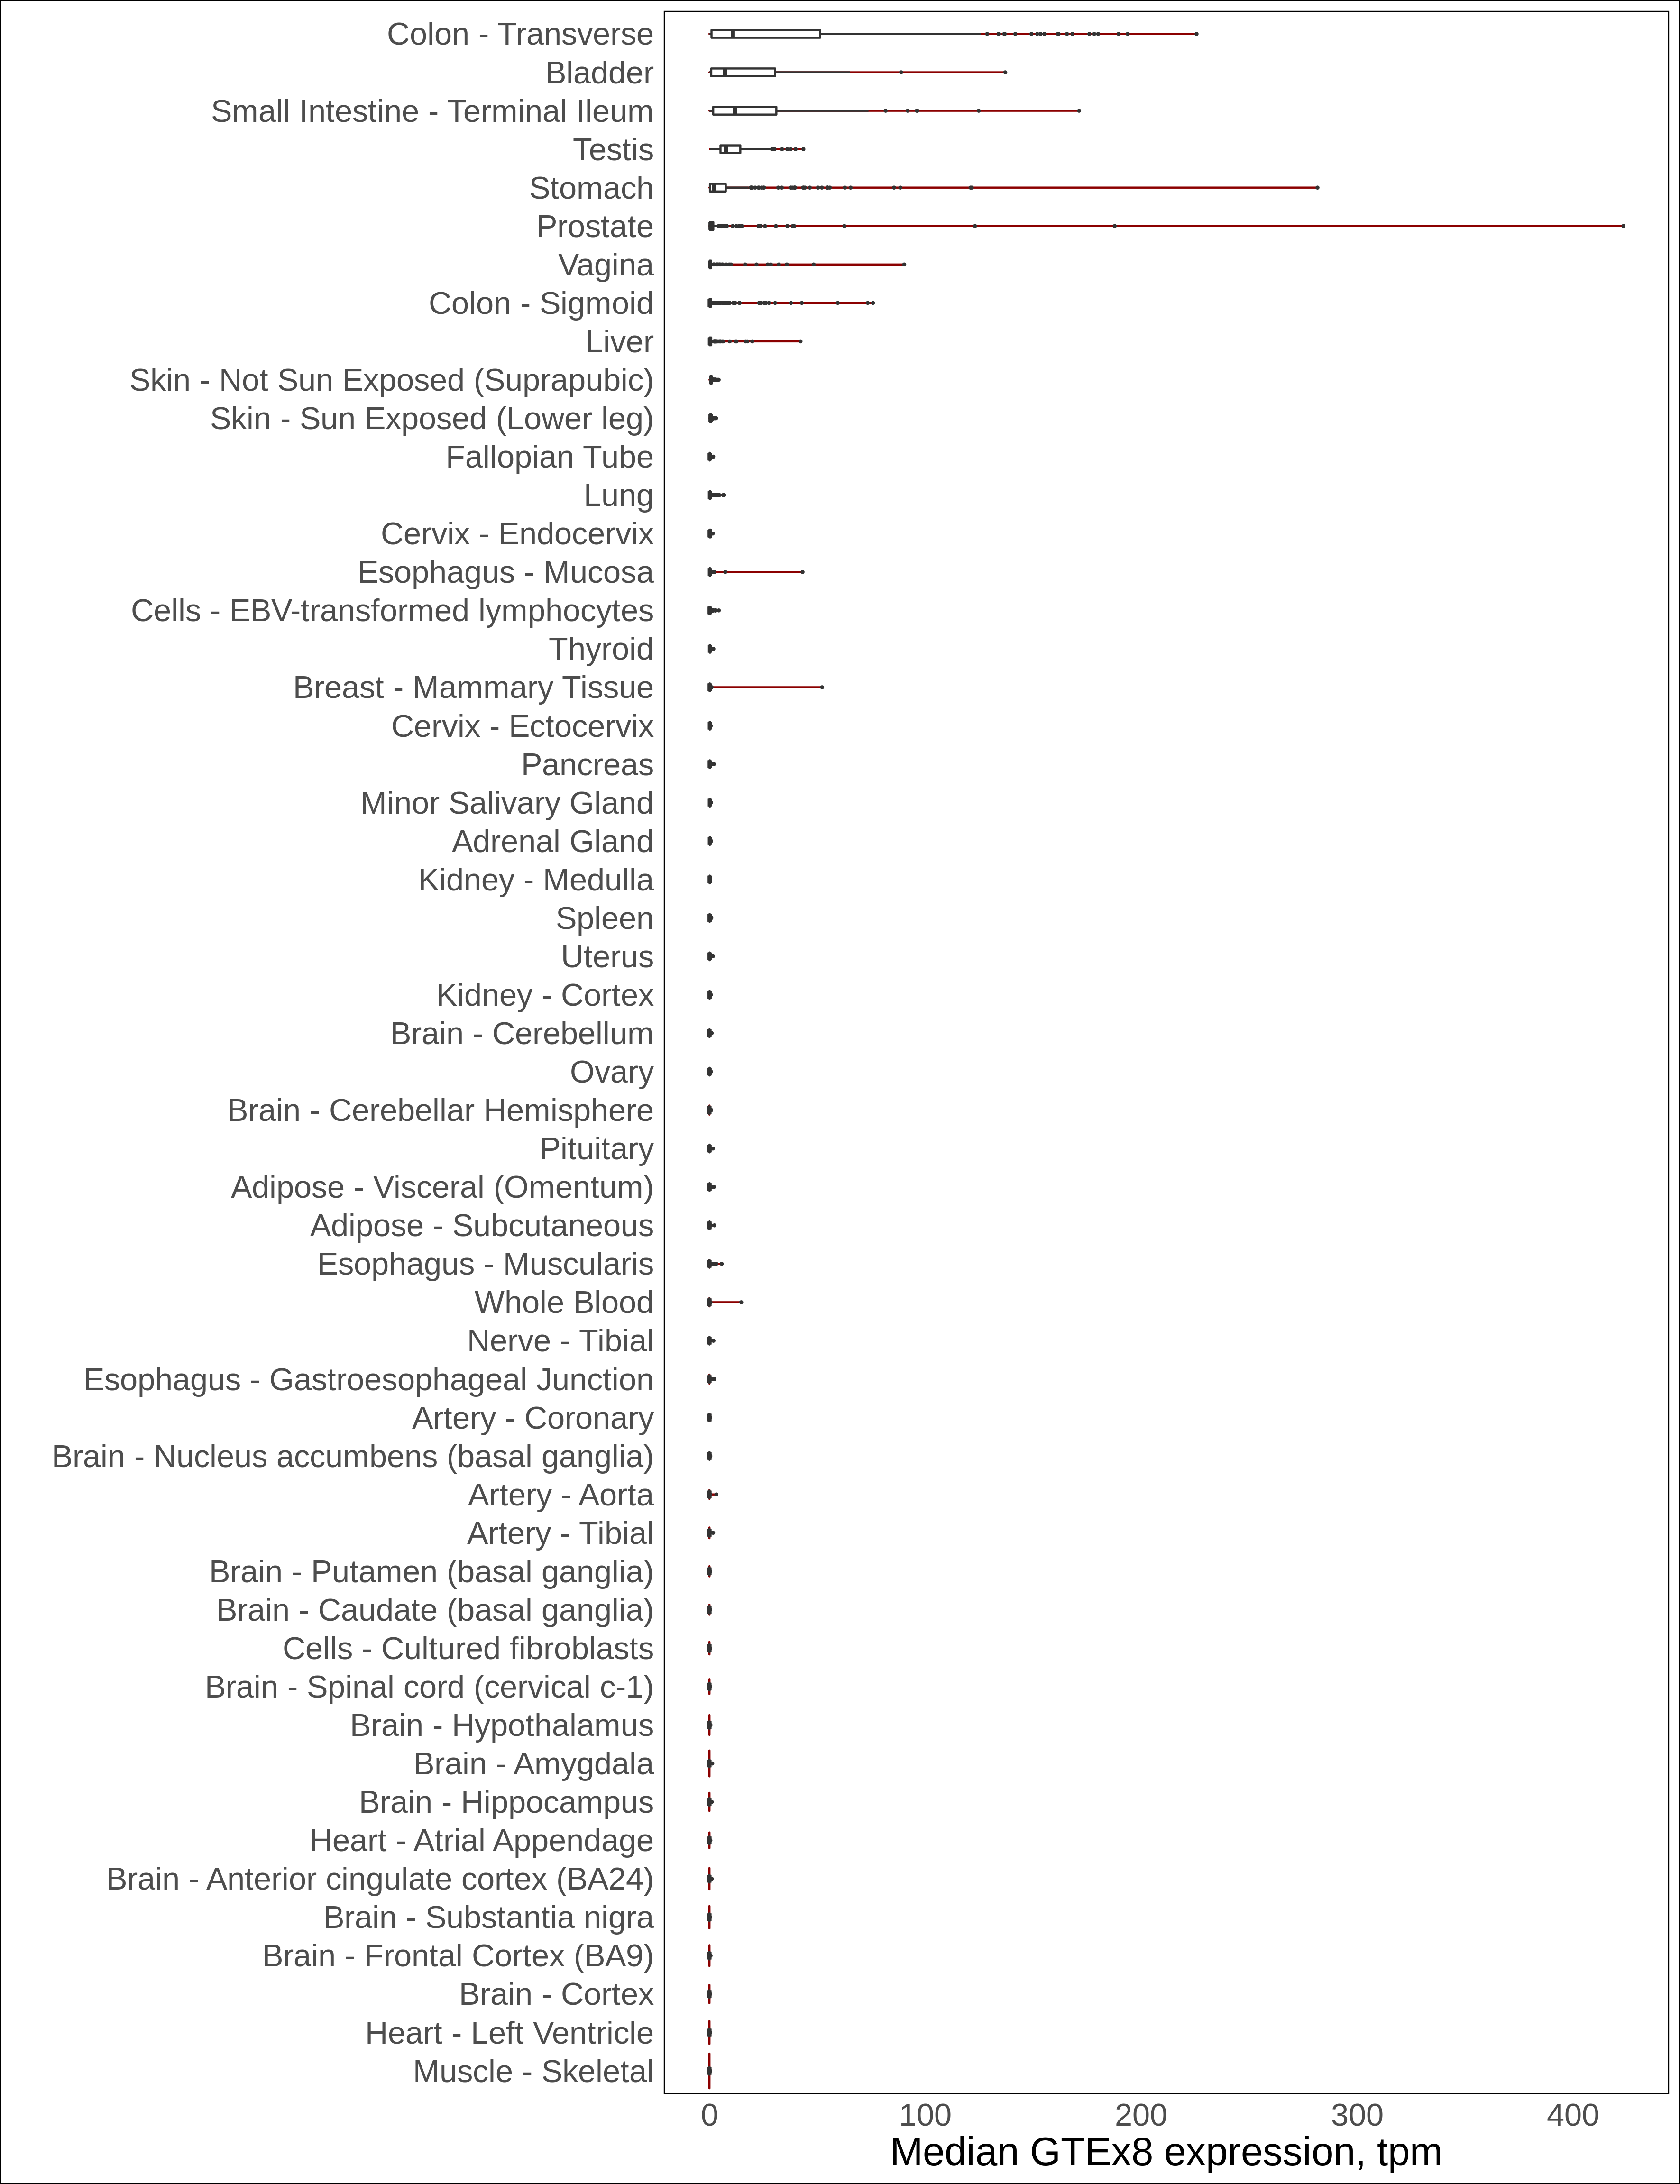 Colon - Transverse
Bladder
Small Intestine - Terminal Ileum
Testis
Stomach
Prostate
Vagina
Colon - Sigmoid
Liver
Skin - Not Sun Exposed (Suprapubic)
Skin - Sun Exposed (Lower leg)
Fallopian Tube
Lung
Cervix - Endocervix
Esophagus - Mucosa
Cells - EBV-transformed lymphocytes
Thyroid
Breast - Mammary Tissue
Cervix - Ectocervix
Pancreas
Minor Salivary Gland
Adrenal Gland
Kidney - Medulla
Spleen
Uterus
Kidney - Cortex
Brain - Cerebellum
Ovary
Brain - Cerebellar Hemisphere
Pituitary
Adipose - Visceral (Omentum)
Adipose - Subcutaneous
Esophagus - Muscularis
Whole Blood
Nerve - Tibial
Esophagus - Gastroesophageal Junction
Artery - Coronary
Brain - Nucleus accumbens (basal ganglia)
Artery - Aorta
Artery - Tibial
Brain - Putamen (basal ganglia)
Brain - Caudate (basal ganglia)
Cells - Cultured fibroblasts
Brain - Spinal cord (cervical c-1)
Brain - Hypothalamus
Brain - Amygdala
Brain - Hippocampus
Heart - Atrial Appendage
Brain - Anterior cingulate cortex (BA24)
Brain - Substantia nigra
Brain - Frontal Cortex (BA9)
Brain - Cortex
Heart - Left Ventricle
Muscle - Skeletal
0 100 200 300 400
Median GTEx8 expression, tpm